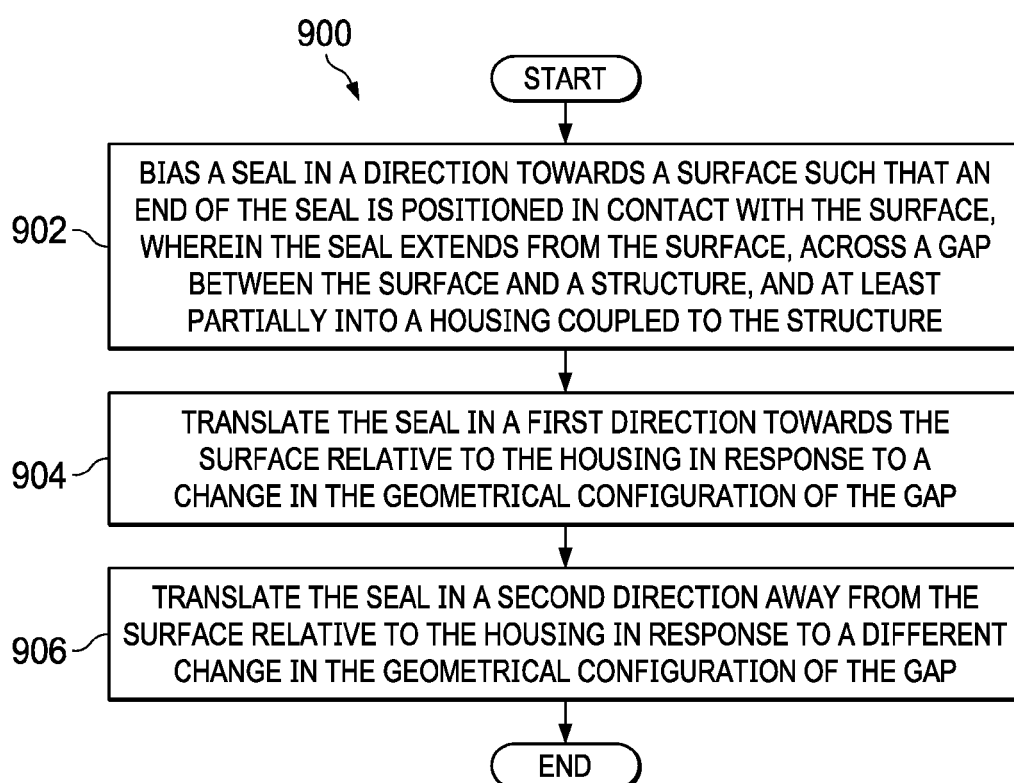 900
START
902
BIAS A SEAL IN A DIRECTION TOWARDS A SURFACE SUCH THAT AN
END OF THE SEAL IS POSITIONED IN CONTACT WITH THE SURFACE,
WHEREIN THE SEAL EXTENDS FROM THE SURFACE, ACROSS A GAP
BETWEEN THE SURFACE AND A STRUCTURE, AND AT LEAST
PARTIALLY INTO A HOUSING COUPLED TO THE STRUCTURE
904
TRANSLATE THE SEAL IN A FIRST DIRECTION TOWARDS THE
SURFACE RELATIVE TO THE HOUSING IN RESPONSE TO A
CHANGE IN THE GEOMETRICAL CONFIGURATION OF THE GAP
906
TRANSLATE THE SEAL IN A SECOND DIRECTION AWAY FROM THE
SURFACE RELATIVE TO THE HOUSING IN RESPONSE TO A DIFFERENT
CHANGE IN THE GEOMETRICAL CONFIGURATION OF THE GAP
END